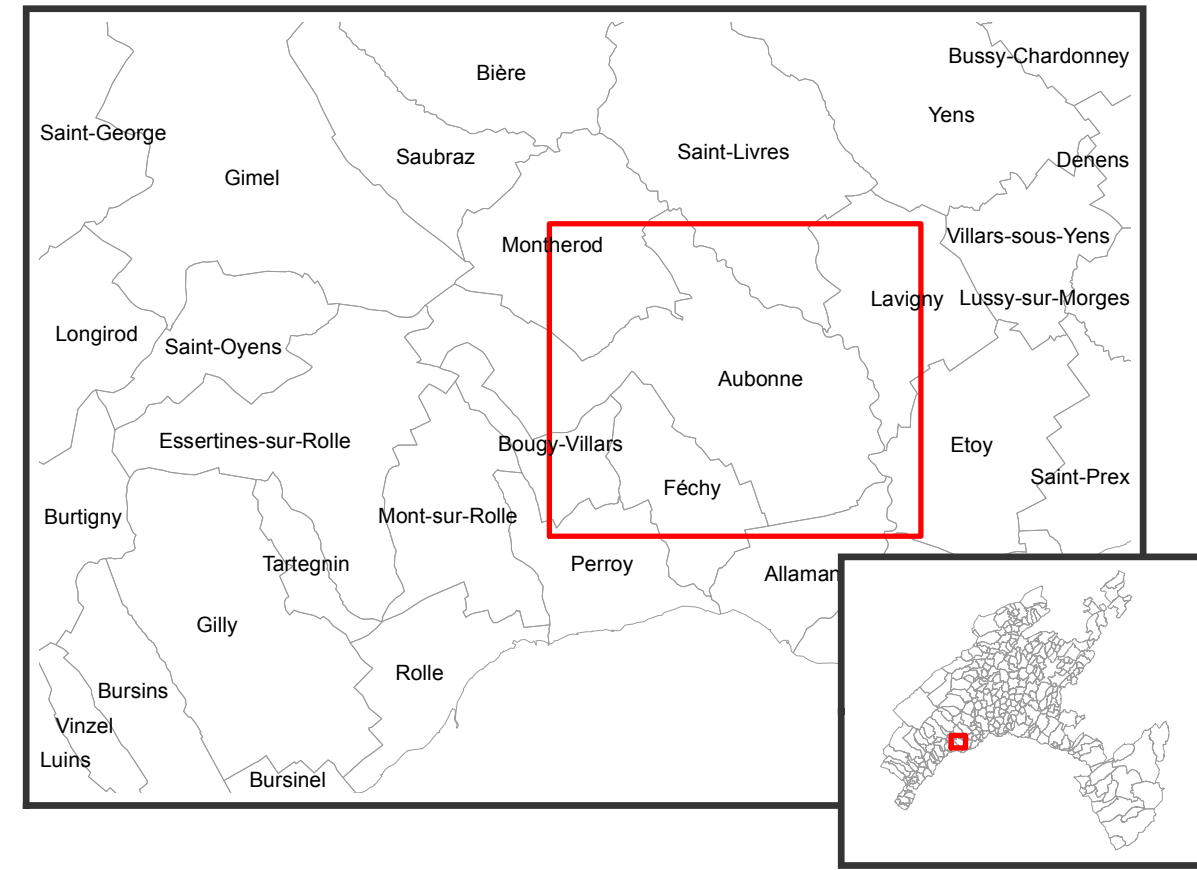 Bussy-Chardonney
Bière
Yens
Saint-George
Saubraz
Saint-Livres
Denens
Gimel
Montherod
Villars-sous-Yens
Lavigny
Lussy-sur-Morges
Longirod
Saint-Oyens
Aubonne
Essertines-sur-Rolle
Bougy-Villars
Etoy
Féchy
Saint-Prex
Burtigny
Mont-sur-Rolle
Tartegnin
Perroy
Allaman
Gilly
Rolle
Bursins
Vinzel
Luins
Bursinel